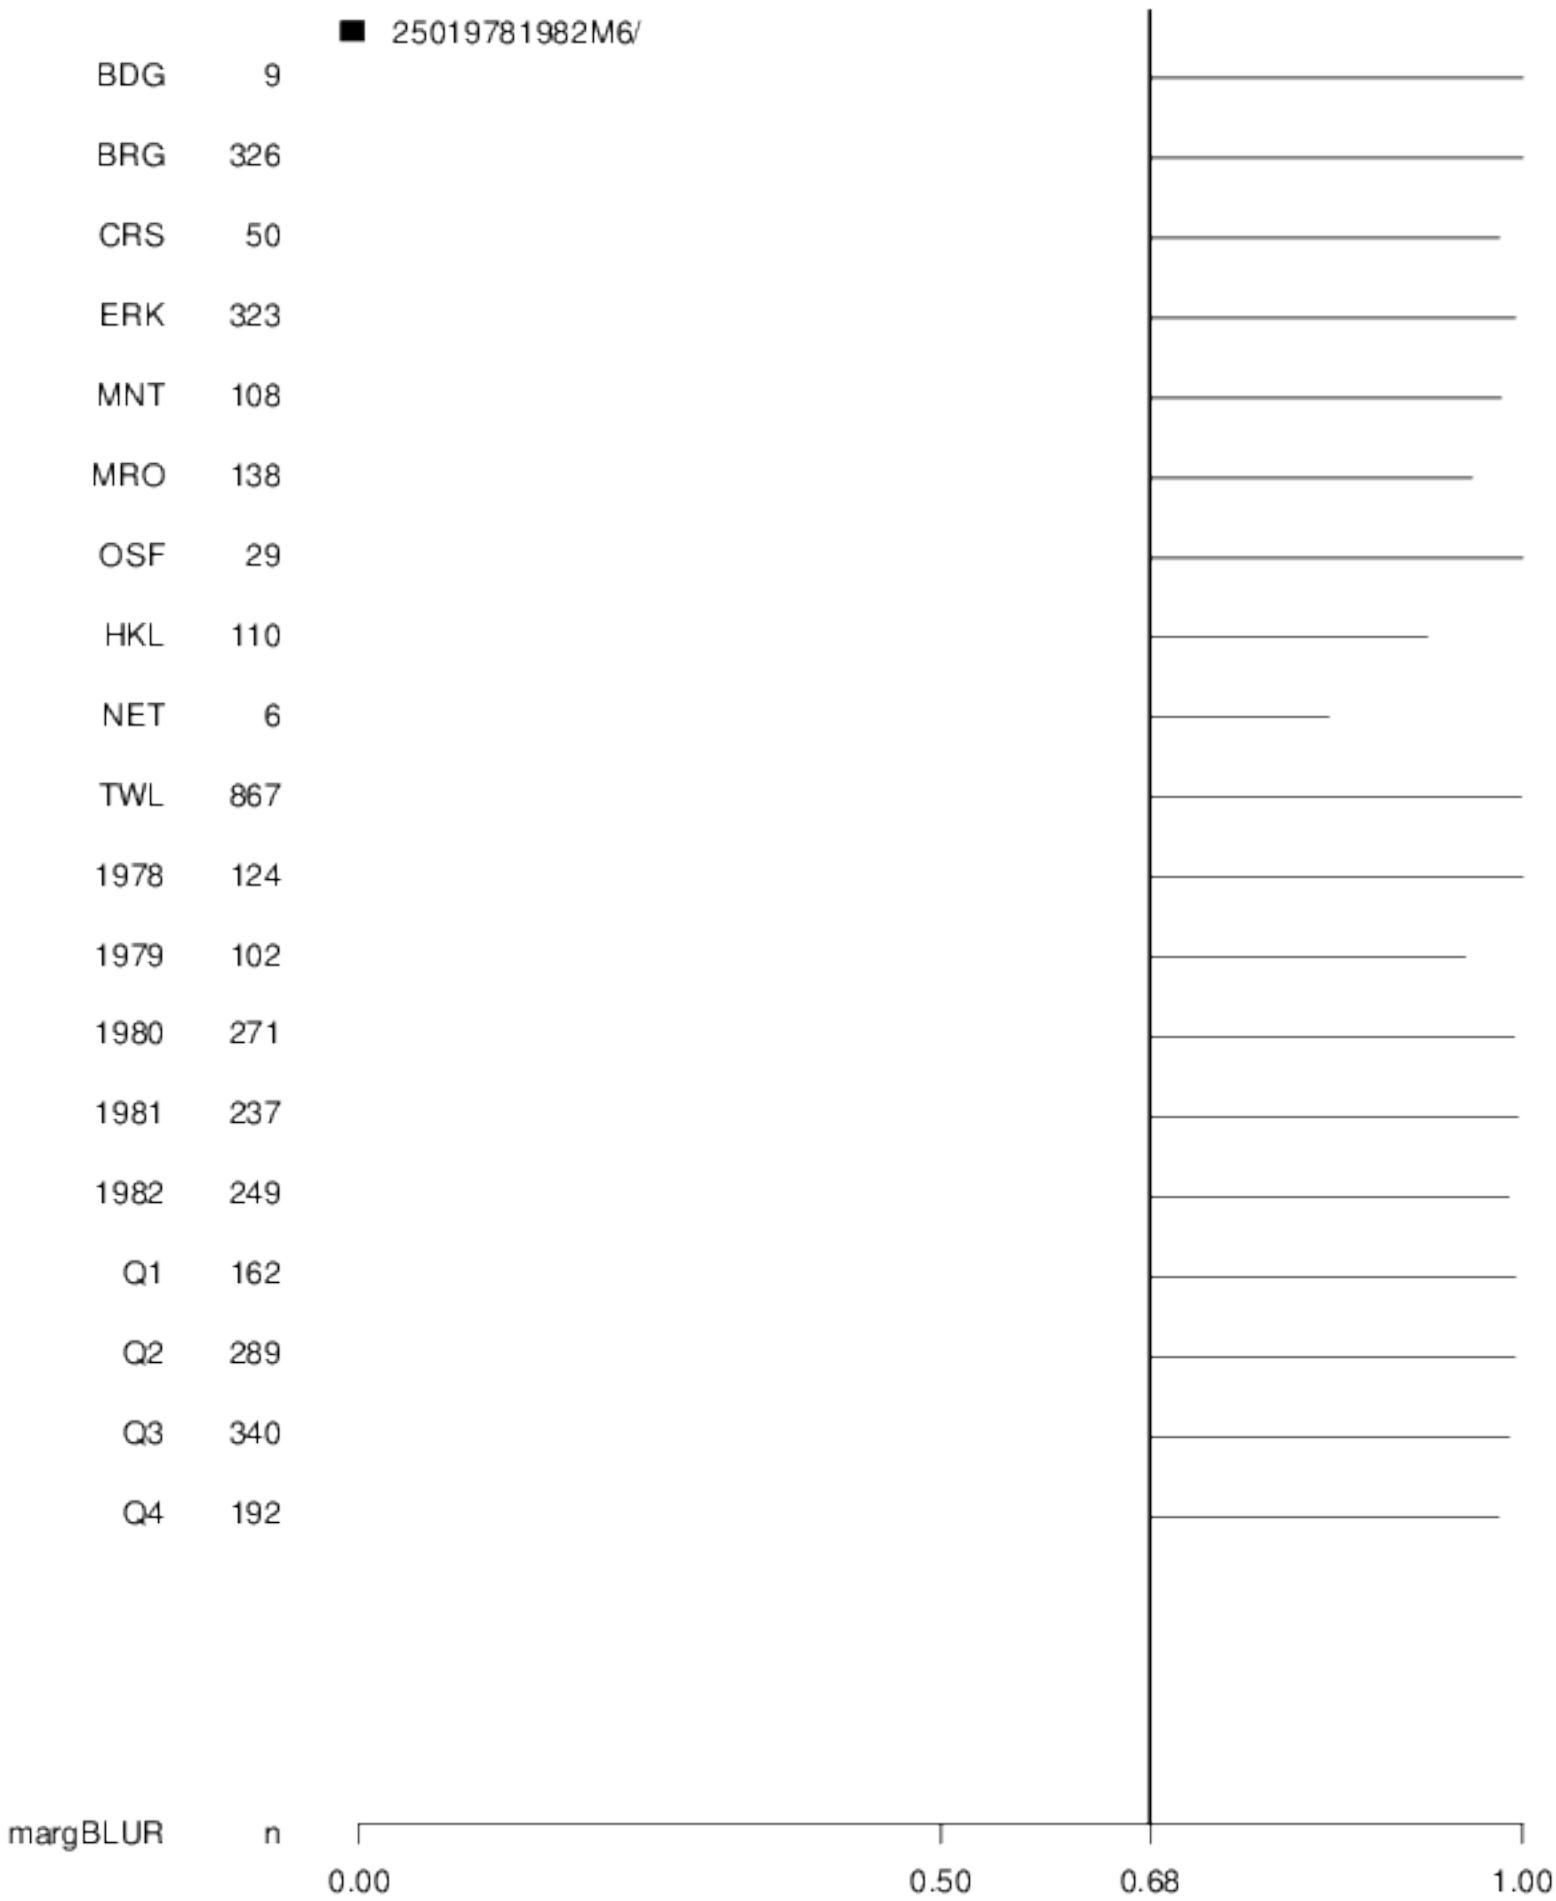 25019781982M6/
BDG 9
BRG 326
CRS 50
ERK 323
MNT 108
MRO 138
OSF 29
HKL 110
NET 6
TWL 867
1978 124
1979 102
1980 271
1981 237
1982 249
Q1 162
Q2 289
Q3 340
Q4 192
margBLUR n
0.00 0.50 0.68 1.00